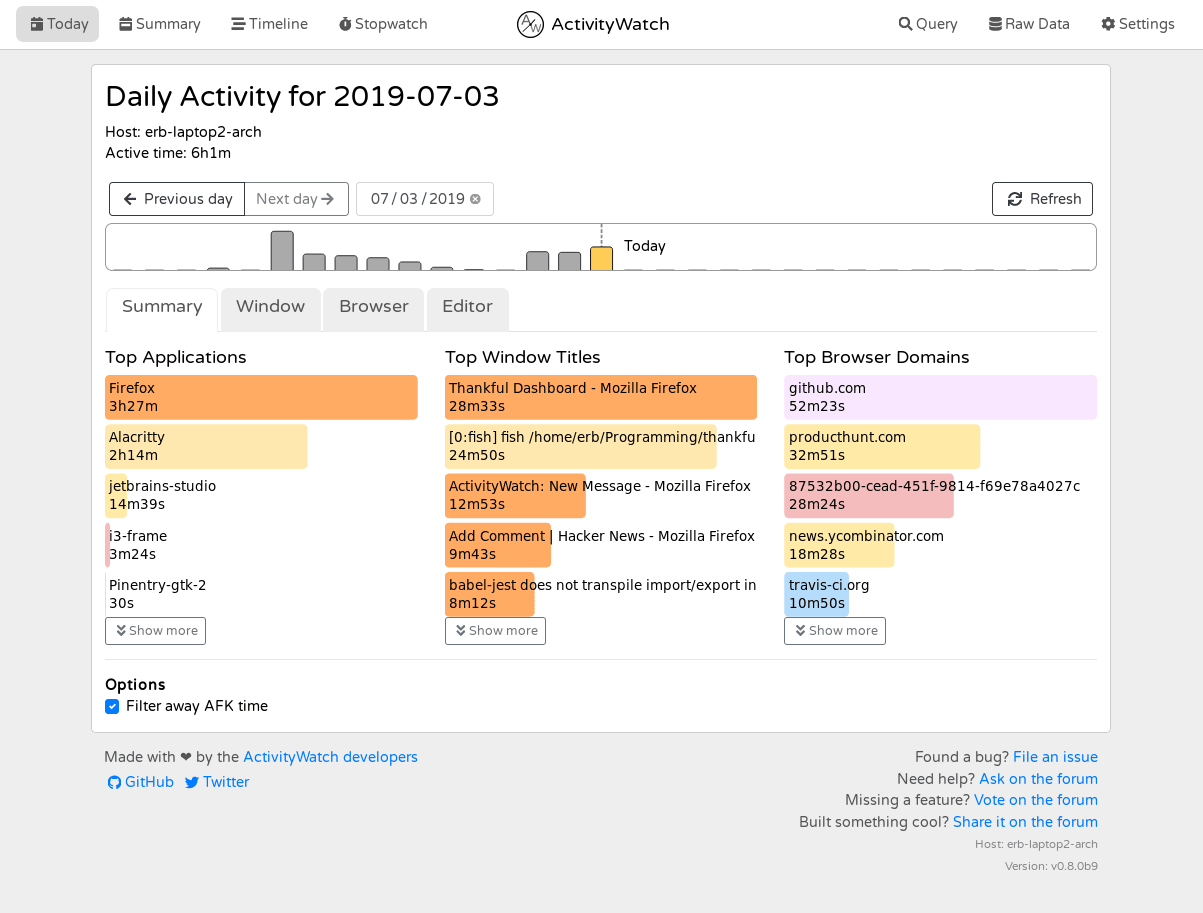 Today
Summary
Timeline
Stopwatch
ActivityWatch
Query
Raw Data
Settings
Daily Activity for 2019-07-03
Host: erb-laptop2-arch
Active time: 6h1m
Previous day
Next day
07/03/2019
Refresh
Today
Summary
Window
Browser
Editor
Top Applications
Firefox
3h27m
Alacritty
2h14m
jetbrains-studio
14m39s
i3-frame
3m24s
Pinentry-gtk-2
30s
Show more
Top Window Titles
Thankful Dashboard - Mozilla Firefox
28m33s
[0:fish] fish /home/erb/Programming/thankfu
24m50s
ActivityWatch: New Message - Mozilla Firefox
12m53s
Add Comment | Hacker News - Mozilla Firefox
9m43s
babel-jest does not transpile import/export in
8m12s
Show more
Top Browser Domains
github.com
52m23s
producthunt.com
32m51s
87532b00-cead-451f-9814-f69e78a4027c
28m24s
news.ycombinator.com
18m28s
travis-ci.org
10m50s
Show more
Options
Filter away AFK time
Made with ❤ by the ActivityWatch developers
GitHub Twitter
Found a bug? File an issue
Need help? Ask on the forum
Missing a feature? Vote on the forum
Built something cool? Share it on the forum
Host: erb-laptop2-arch
Version: v0.8.0b9